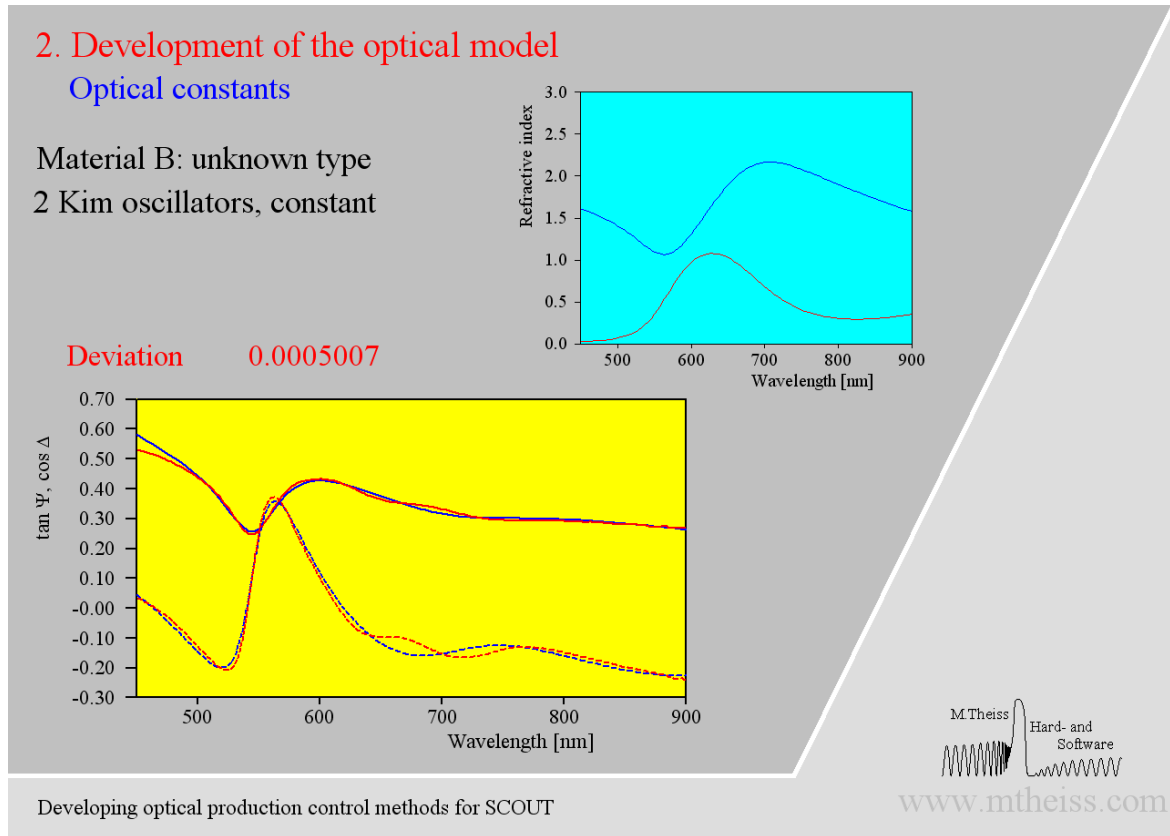 2. Development of the optical model
Optical constants
Material B: unknown type
2 Kim oscillators, constant
3.0
2.5
2.0
1.5
1.0
0.5
0.0
Refractive index
500 600 700 800 900
Wavelength [nm]
Deviation 0.0005007
0.70
0.60
0.50
0.40
0.30
0.20
0.10
-0.00
-0.10
-0.20
-0.30
tan Ψ, cos Δ
500 600 700 800 900
Wavelength [nm]
M.Theiss
Hard- and
Software
www.mtheiss.com
Developing optical production control methods for SCOUT